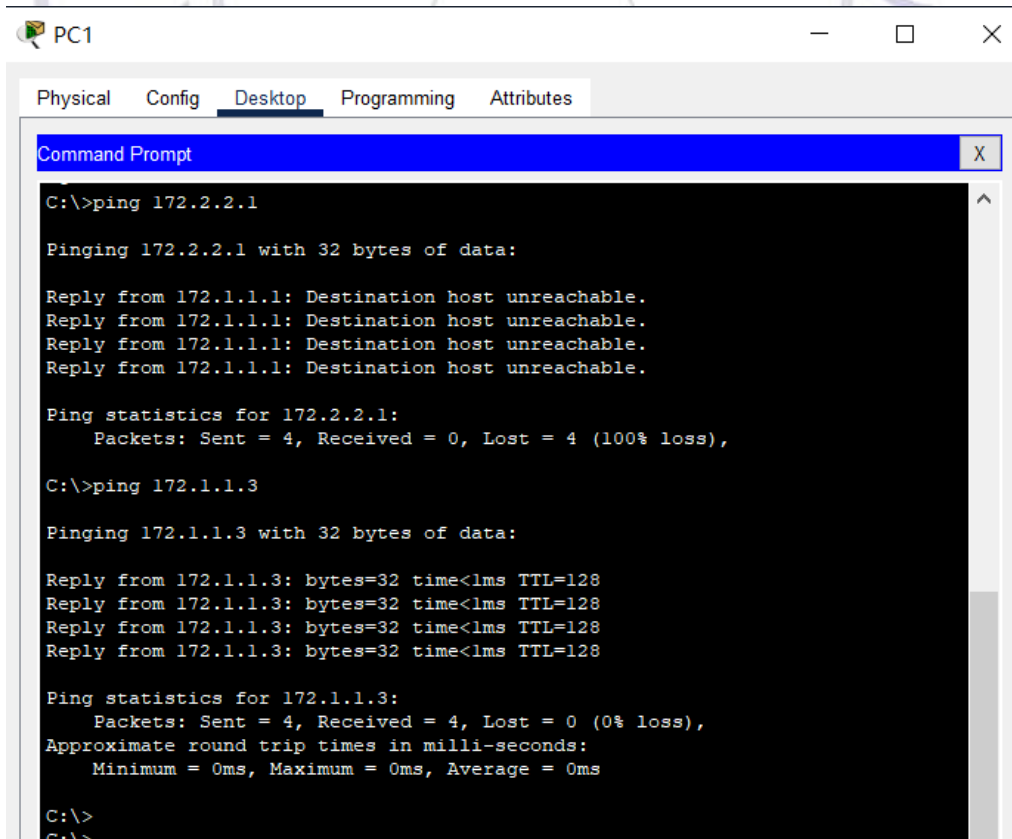 PC1
Physical Config Desktop Programming Attributes
Command Prompt X
C:\>ping 172.2.2.1
Pinging 172.2.2.1 with 32 bytes of data:
Reply from 172.1.1.1: Destination host unreachable.
Reply from 172.1.1.1: Destination host unreachable.
Reply from 172.1.1.1: Destination host unreachable.
Reply from 172.1.1.1: Destination host unreachable.
Ping statistics for 172.2.2.1:
Packets: Sent = 4, Received = 0, Lost = 4 (100% loss),
C:\>ping 172.1.1.3
Pinging 172.1.1.3 with 32 bytes of data:
Reply from 172.1.1.3: bytes=32 time<1ms TTL=128
Reply from 172.1.1.3: bytes=32 time<1ms TTL=128
Reply from 172.1.1.3: bytes=32 time<1ms TTL=128
Reply from 172.1.1.3: bytes=32 time<1ms TTL=128
Ping statistics for 172.1.1.3:
Packets: Sent = 4, Received = 4, Lost = 0 (0% loss),
Approximate round trip times in milli-seconds:
Minimum = 0ms, Maximum = 0ms, Average = 0ms
C:\>
C:\>